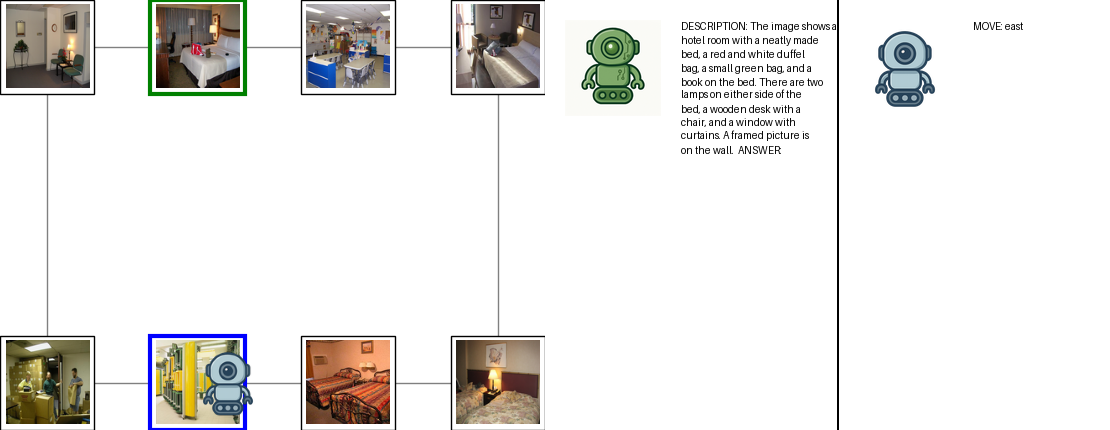 DESCRIPTION: The image shows a
hotel room with a neatly made
bed, a red and white duffel
bag, a small green bag, and a
book on the bed. There are two
lamps on either side of the
bed, a wooden desk with a
chair, and a window with
curtains. A framed picture is
on the wall. ANSWER:
MOVE: east